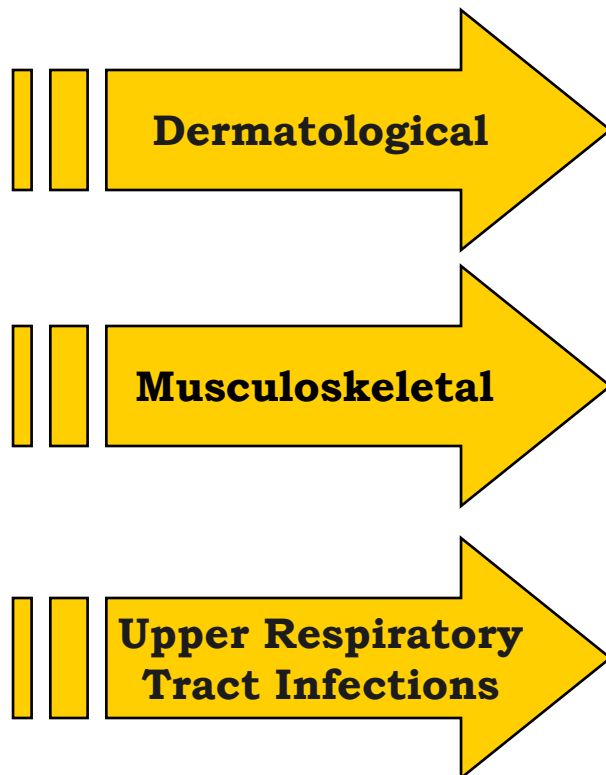 Dermatological
Musculoskeletal
Upper Respiratory
Tract Infections